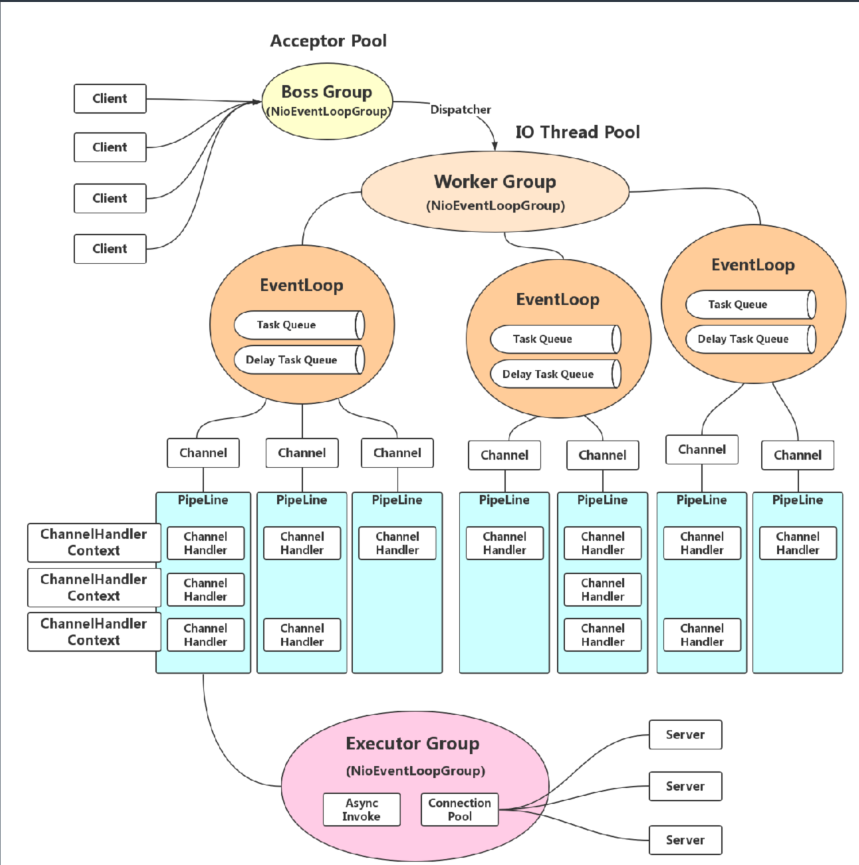 Acceptor Pool
Client
Boss Group
(NioEventLoopGroup)
Dispatcher
Client
IO Thread Pool
Client
Worker Group
(NioEventLoopGroup)
Client
EventLoop
Task Queue
Delay Task Queue
EventLoop
Task Queue
Delay Task Queue
EventLoop
Task Queue
Delay Task Queue
Channel
Channel
Channel
Channel
Channel
Channel
Channel
PipeLine
PipeLine
PipeLine
PipeLine
PipeLine
PipeLine
PipeLine
ChannelHandler
Context
Channel
Handler
Channel
Handler
Channel
Handler
Channel
Handler
Channel
Handler
Channel
Handler
Channel
Handler
ChannelHandler
Context
Channel
Handler
Channel
Handler
ChannelHandler
Context
Channel
Handler
Channel
Handler
Channel
Handler
Channel
Handler
Executor Group
(NioEventLoopGroup)
Async
Invoke
Connection
Pool
Server
Server
Server